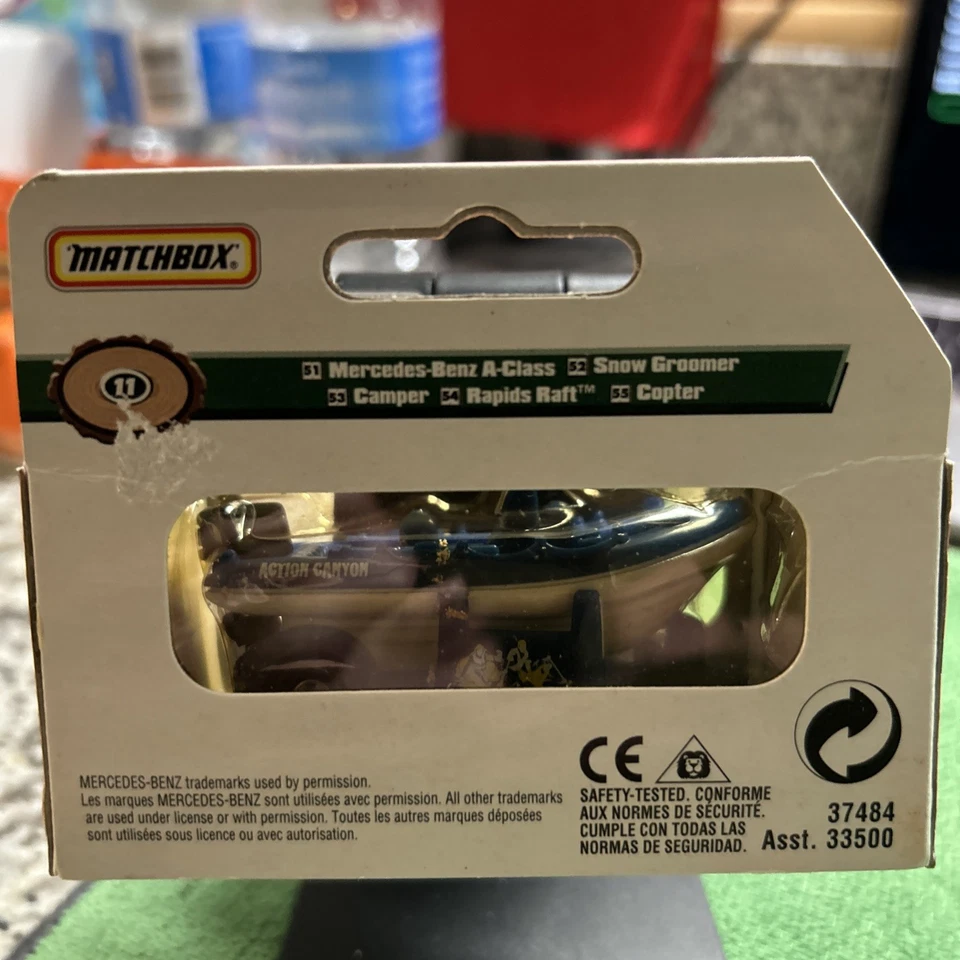 MATCHBOX®
11
51 Mercedes-Benz A-Class 52 Snow Groomer
53 Camper 54 Rapids Raft™ 55 Copter
ACTION CANYON
MERCEDES-BENZ trademarks used by permission.
Les marques MERCEDES-BENZ sont utilisées avec permission. All other trademarks
are used under license or with permission. Toutes les autres marques déposées
sont utilisées sous licence ou avec autorisation.
CE
SAFETY-TESTED. CONFORME
AUX NORMES DE SÉCURITÉ.
CUMPLE CON TODAS LAS
NORMAS DE SEGURIDAD.
37484
Asst. 33500